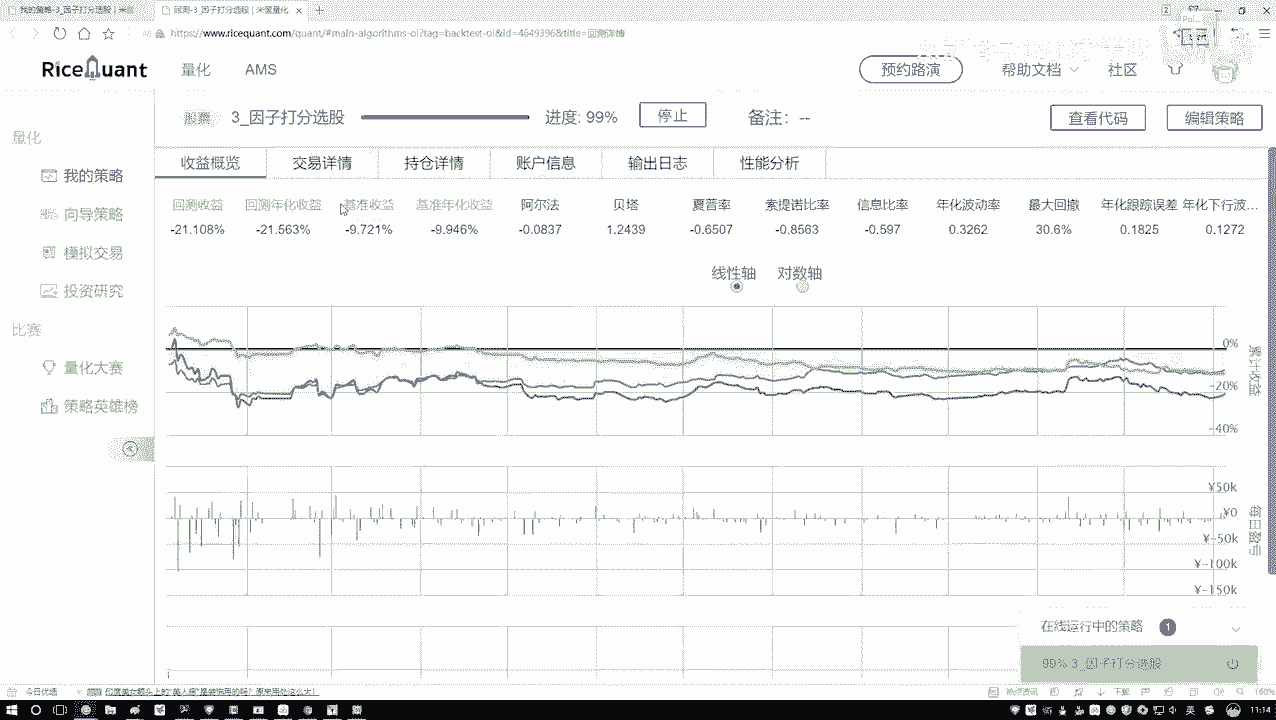 我的策略-3_因子打分选股 | 米筐
回测-3_因子打分选股 | 米筐量化
https://www.ricequant.com/quant/#main-algorithms-ol?tag=backtest-ol&id=4649396&title=回测详情
RiceQuant 量化 AMS 预约路演 帮助文档 社区
股票 3_因子打分选股 进度: 99% 停止 备注: -- 查看代码 编辑策略
量化
我的策略
向导策略
模拟交易
投资研究
比赛
量化大赛
策略英雄榜
收益概览 交易详情 持仓详情 账户信息 输出日志 性能分析
回测收益 回测年化收益 基准收益 基准年化收益 阿尔法 贝塔 夏普率 索提诺比率 信息比率 年化波动率 最大回撤 年化跟踪误差 年化下行波...
-21.108% -21.563% -9.721% -9.946% -0.0837 1.2439 -0.6507 -0.8563 -0.597 0.3262 30.6% 0.1825 0.1272
线性轴 对数轴
0%
-20%
-40%
累计收益
¥50k
¥0
¥-50k
¥-100k
¥-150k
每日盈亏
在线运行中的策略 1
99% 3_因子打分选股
今日优选
热点资讯 下载 160%
英 11:14